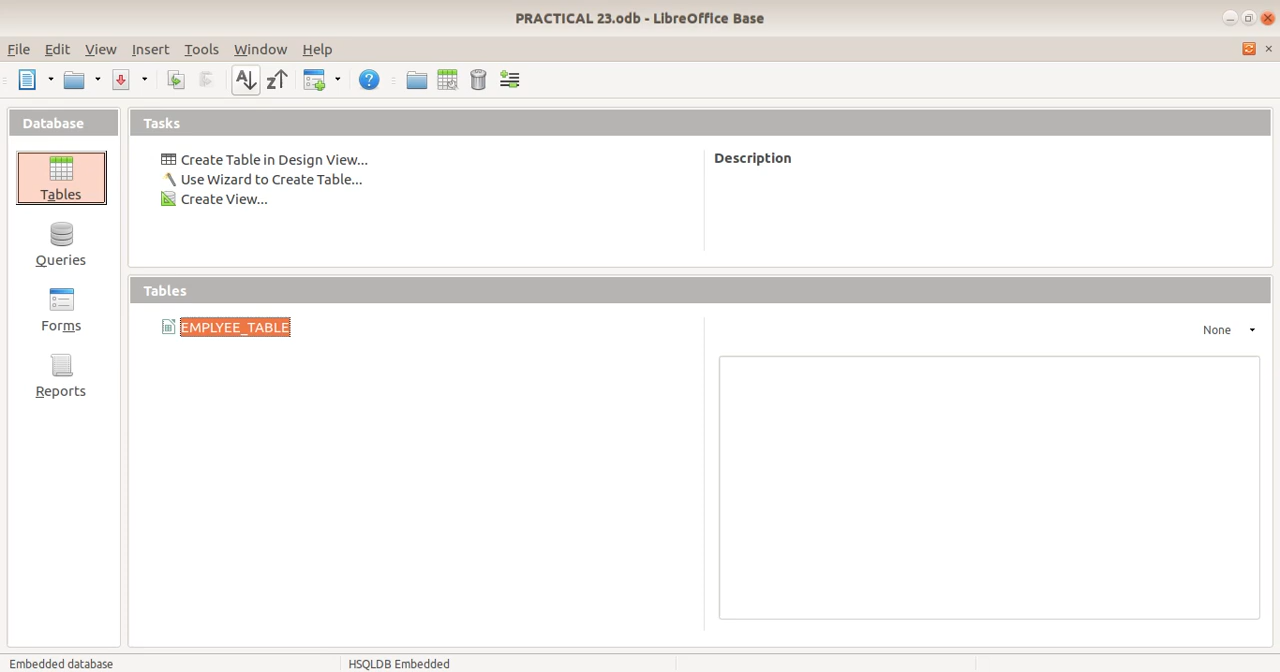 PRACTICAL 23.odb - LibreOffice Base
File Edit View Insert Tools Window Help
Database
Tables
Queries
Forms
Reports
Tasks
Create Table in Design View...
Use Wizard to Create Table...
Create View...
Description
Tables
EMPLYEE_TABLE
None
Embedded database
HSQLDB Embedded